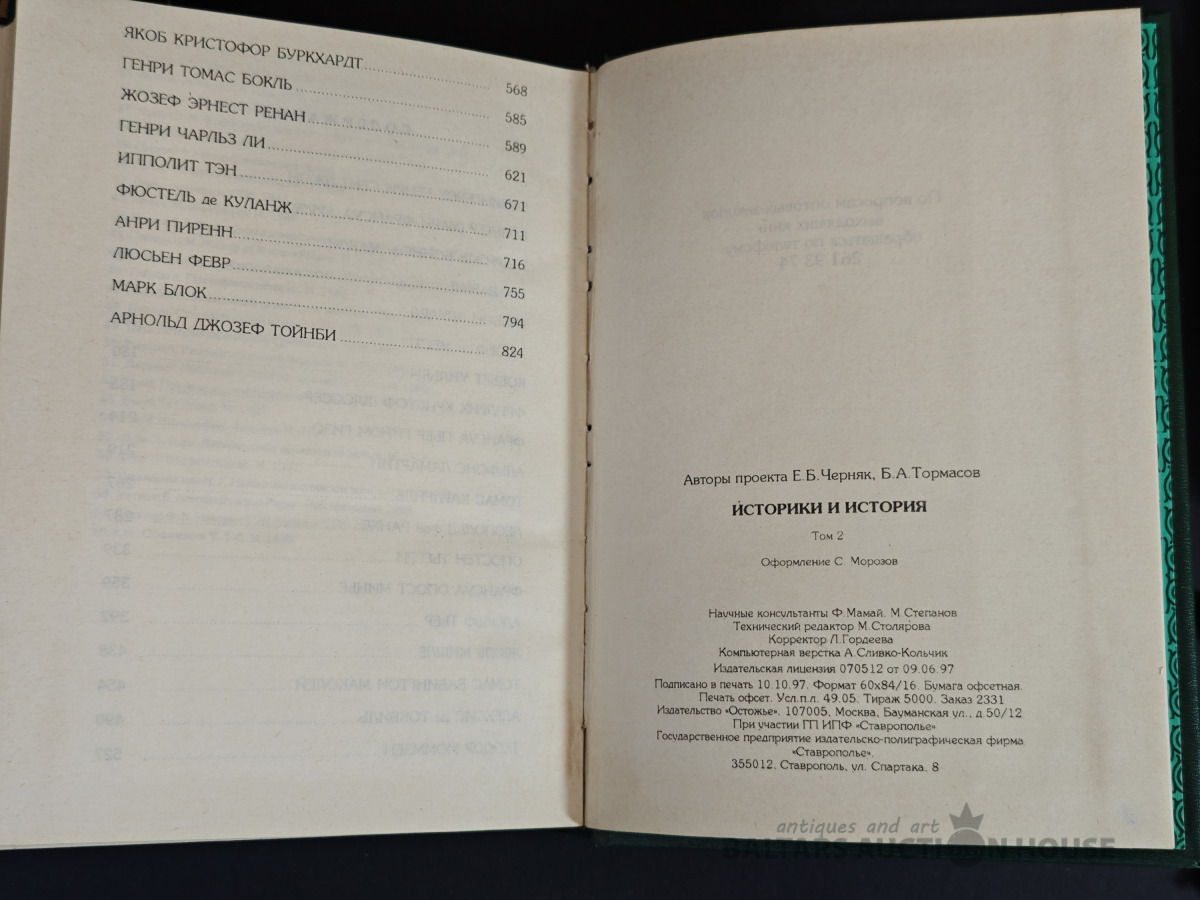 ЯКОБ КРИСТОФОР БУРКХАРДТ 568
ГЕНРИ ТОМАС БОКЛЬ 585
ЖОЗЕФ ЭРНЕСТ РЕНАН 589
ГЕНРИ ЧАРЛЬЗ ЛИ 621
ИППОЛИТ ТЭН 671
ФЮСТЕЛЬ де КУЛАНЖ 711
АНРИ ПИРЕНН 716
ЛЮСЬЕН ФЕВР 755
МАРК БЛОК 794
АРНОЛЬД ДЖОЗЕФ ТОЙНБИ 824
Авторы проекта Е.Б.Черняк, Б.А.Тормасов
ИСТОРИКИ И ИСТОРИЯ
Том 2
Оформление С. Морозов
Научные консультанты Ф.Мамай, М.Степанов
Технический редактор М.Столярова
Корректор Л.Гордеева
Компьютерная верстка А.Сливко-Кольчик
Издательская лицензия 070512 от 09.06.97
Подписано в печать 10.10.97. Формат 60х84/16. Бумага офсетная.
Печать офсет. Усл.п.л. 49.05. Тираж 5000. Заказ 2331
Издательство «Остожье». 107005, Москва, Бауманская ул., д.50/12
При участии ГП ИПФ «Ставрополье»
Государственное предприятие издательско-полиграфическая фирма
«Ставрополье».
355012, Ставрополь, ул. Спартака, 8
antiques and art
BALTARS AUCTION HOUSE